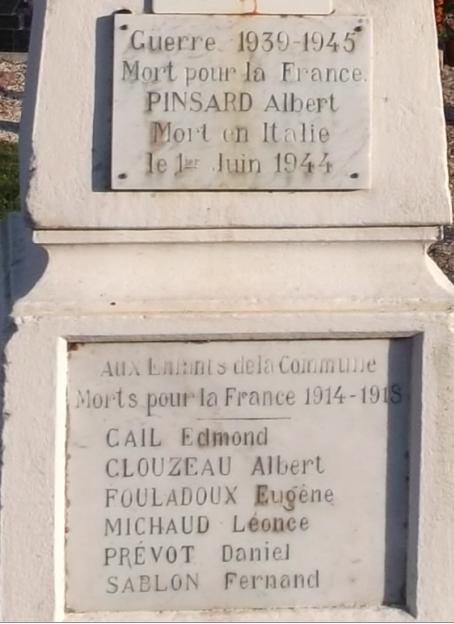 Guerre 1939-1945
Mort pour la France.
PINSARD Albert
Mort en Italie
le 1er Juin 1944
Aux Enfants de la Commune
Morts pour la France 1914-1918
CAIL Edmond
CLOUZEAU Albert
FOULADOUX Eugène
MICHAUD Léonce
PRÉVOT Daniel
SABLON Fernand